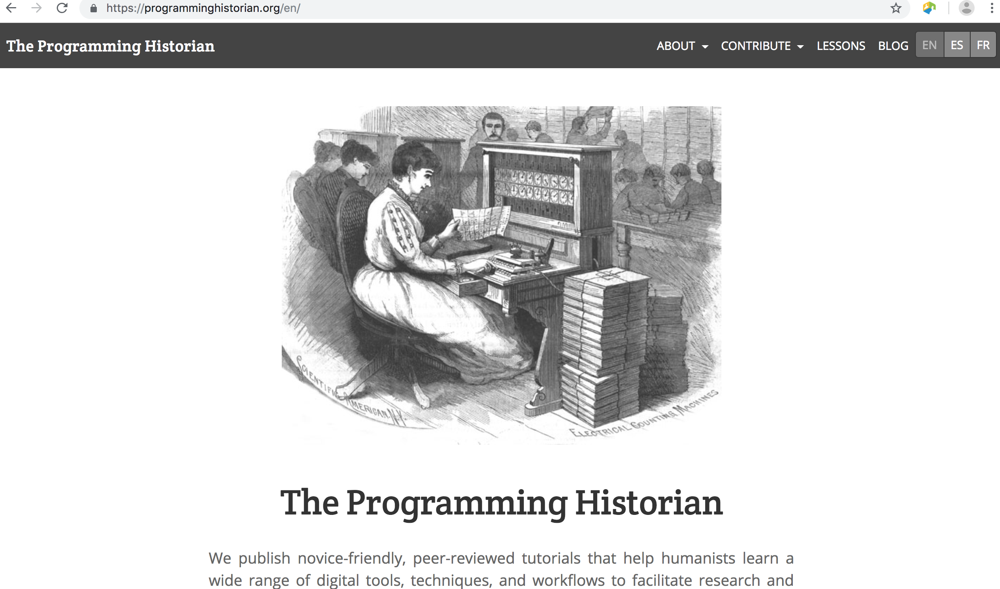 https://programminghistorian.org/en/
The Programming Historian
ABOUT CONTRIBUTE LESSONS BLOG EN ES FR
SCIENTIFIC AMERICAN. N.Y.
ELECTRICAL COUNTING MACHINES
The Programming Historian
We publish novice-friendly, peer-reviewed tutorials that help humanists learn a
wide range of digital tools, techniques, and workflows to facilitate research and